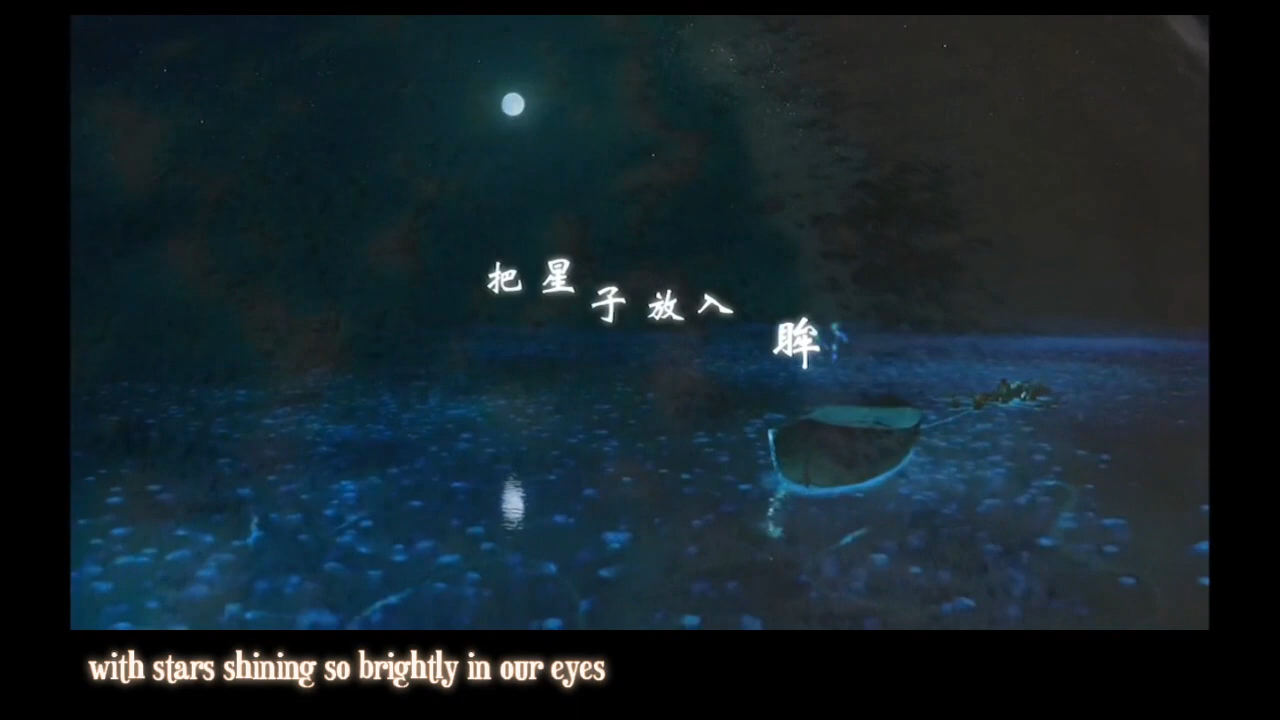 把星子放入眸
with stars shining so brightly in our eyes